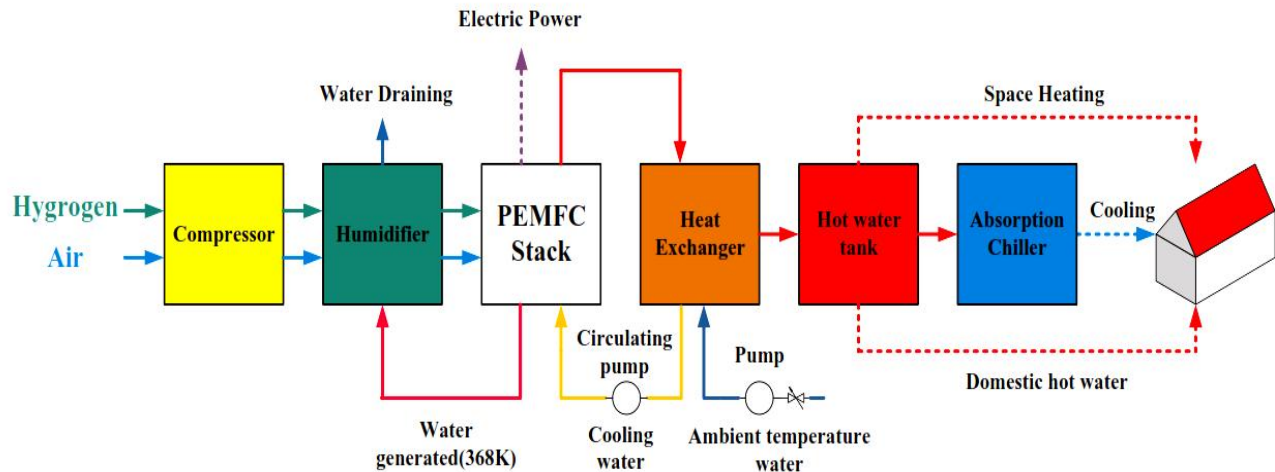 Electric Power
Water Draining
Space Heating
Hygrogen
Air
Compressor
Humidifier
PEMFC
Stack
Heat
Exchanger
Hot water
tank
Absorption
Chiller
Cooling
Circulating
pump
Pump
Domestic hot water
Water
generated(368K)
Cooling
water
Ambient temperature
water